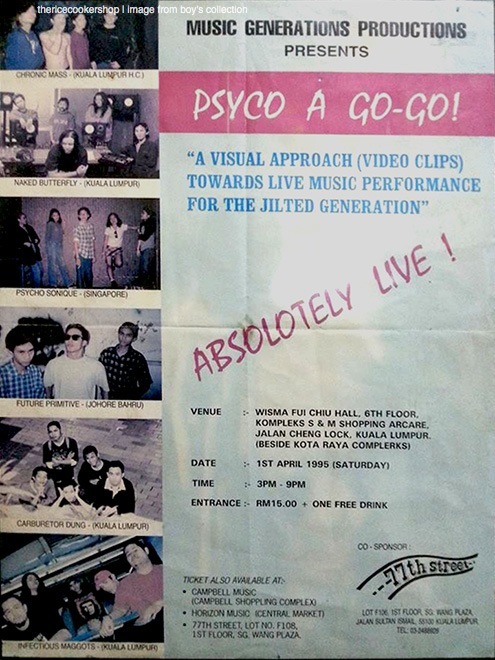 thericecookershop I image from boy's collection
MUSIC GENERATIONS PRODUCTIONS
PRESENTS
PSYCO A GO-GO!
"A VISUAL APPROACH (VIDEO CLIPS)
TOWARDS LIVE MUSIC PERFORMANCE
FOR THE JILTED GENERATION"
ABSOLOTELY LIVE !
CHRONIC MASS - (KUALA LUMPUR H.C.)
NAKED BUTTERFLY - (KUALA LUMPUR)
PSYCHO SONIQUE - (SINGAPORE)
FUTURE PRIMITIVE - (JOHORE BAHRU)
CARBURETOR DUNG - (KUALA LUMPUR)
INFECTIOUS MAGGOTS - (KUALA LUMPUR)
VENUE :- WISMA FUI CHIU HALL, 6TH FLOOR,
KOMPLEKS S & M SHOPPING ARCARE,
JALAN CHENG LOCK, KUALA LUMPUR.
(BESIDE KOTA RAYA COMPLERKS)
DATE :- 1ST APRIL 1995 (SATURDAY)
TIME :- 3PM - 9PM
ENTRANCE :- RM15.00 + ONE FREE DRINK
TICKET ALSO AVAILABLE AT:-
• CAMPBELL MUSIC
(CAMPBELL SHOPPLING COMPLEX)
• HORIZON MUSIC (CENTRAL MARKET)
• 77TH STREET, LOT NO. F108,
1ST FLOOR, SG. WANG PLAZA.
CO - SPONSOR :
77th street
LOT F106, 1ST FLOOR, SG. WANG PLAZA,
JALAN SULTAN ISMAIL, 55100 KUALA LUMPUR,
TEL: